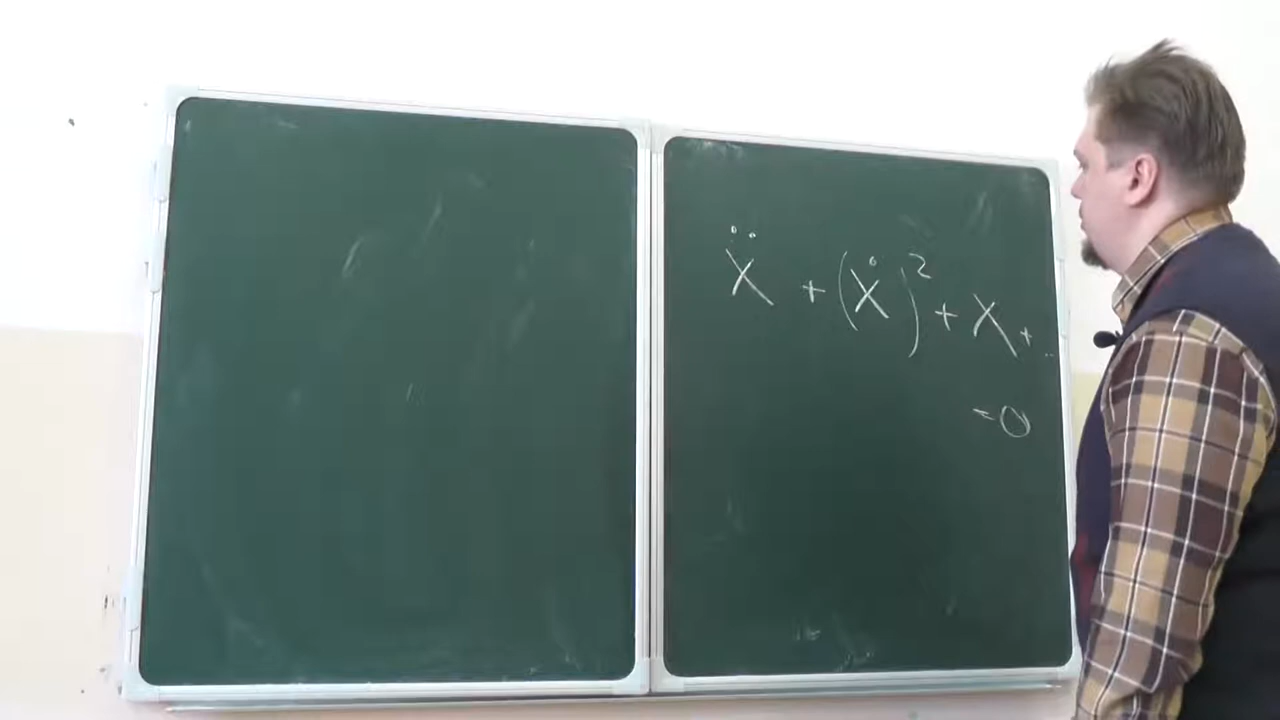 Ẍ + (Ẋ)² + X + ..
= 0